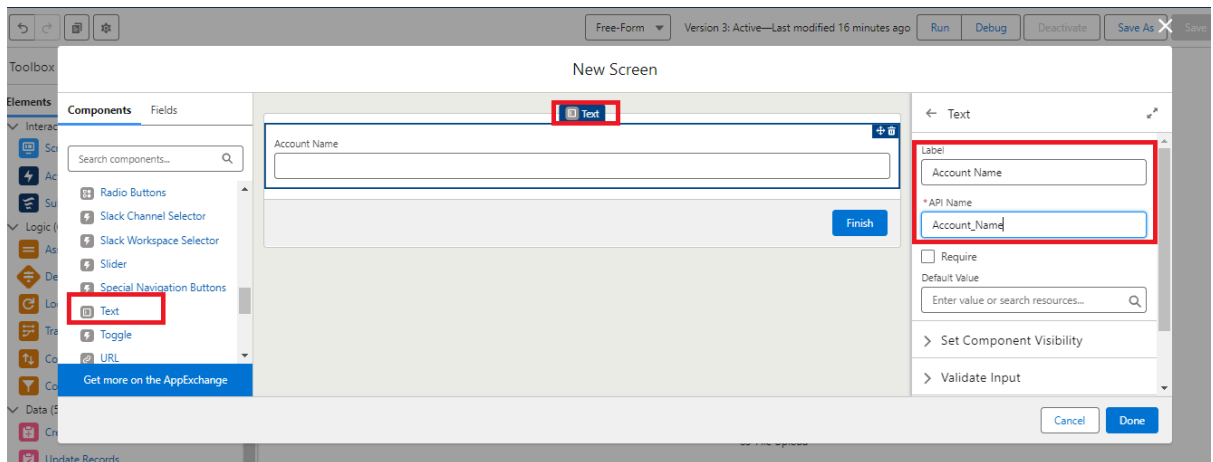 Free-Form
Version 3: Active—Last modified 16 minutes ago
Run
Debug
Deactivate
Save As
Save
Toolbox
New Screen
Elements
Components
Fields
Text
Text
Interac
Account Name
Label
Search components...
Account Name
Radio Buttons
*API Name
Slack Channel Selector
Account_Name
Logic (
Finish
Slack Workspace Selector
Require
Slider
Default Value
Special Navigation Buttons
Enter value or search resources...
Text
Toggle
Set Component Visibility
URL
Get more on the AppExchange
Validate Input
Data (5
Cancel
Done
Update Records